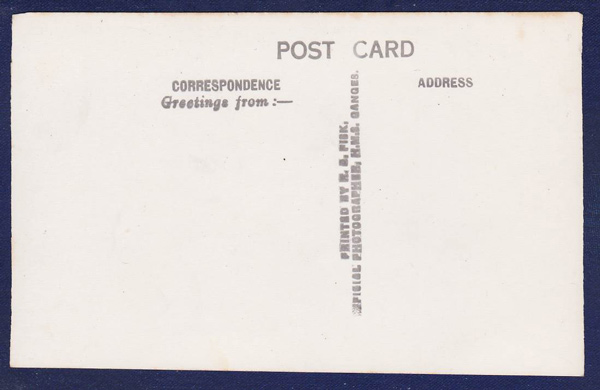 POST CARD
CORRESPONDENCE
Greetings from :—
ADDRESS
PRINTED BY R. S. FISK,
OFFICIAL PHOTOGRAPHER, H.M.S. GANGES.